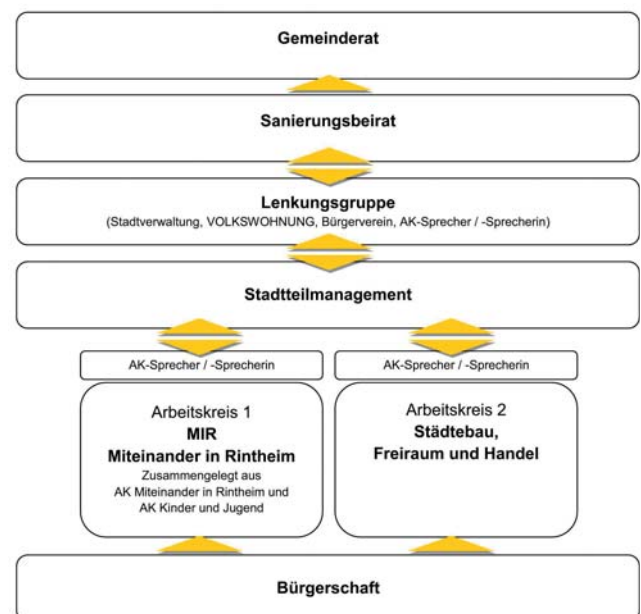 Gemeinderat
Sanierungsbeirat
Lenkungsgruppe
(Stadtverwaltung, VOLKSWOHNUNG, Bürgerverein, AK-Sprecher / -Sprecherin)
Stadtteilmanagement
AK-Sprecher / -Sprecherin
Arbeitskreis 1
MIR
Miteinander in Rintheim
Zusammengelegt aus
AK Miteinander in Rintheim und
AK Kinder und Jugend
AK-Sprecher / -Sprecherin
Arbeitskreis 2
Städtebau,
Freiraum und Handel
Bürgerschaft